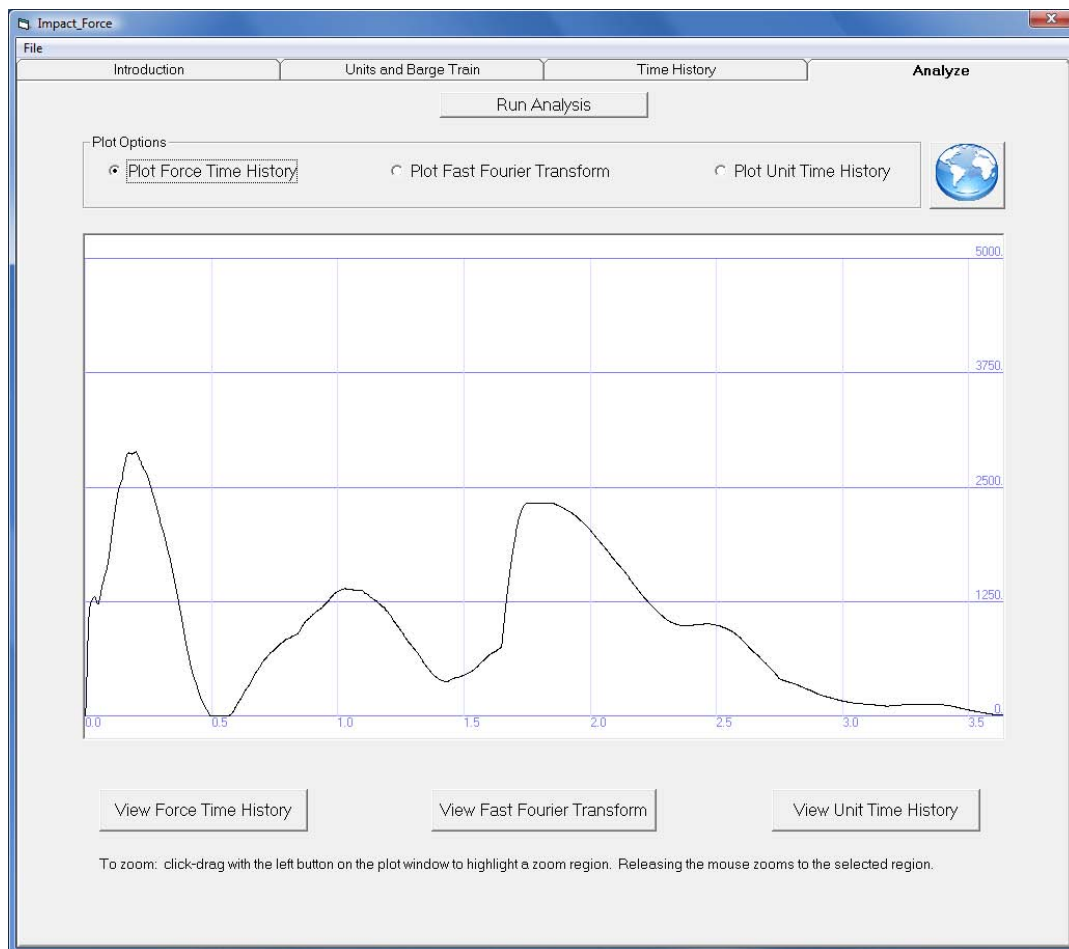 Impact_Force
X
File
Introduction
Units and Barge Train
Time History
Analyze
Run Analysis
Plot Options
Plot Force Time History
Plot Fast Fourier Transform
Plot Unit Time History
5000.
3750.
2500.
1250.
0.
0.0 0.5 1.0 1.5 2.0 2.5 3.0 3.5
View Force Time History
View Fast Fourier Transform
View Unit Time History
To zoom: click-drag with the left button on the plot window to highlight a zoom region. Releasing the mouse zooms to the selected region.